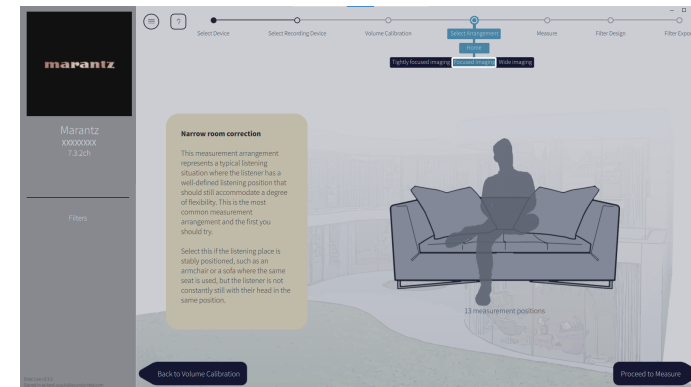 ?
Select Device
Select Recording Device
Volume Calibration
Select Arrangement
Measure
Filter Design
Filter Export
Home
Tightly focused imaging
Focused imaging
Wide imaging
marantz
Marantz
xxxxxxxx
7.3.2ch
Filters
Narrow room correction
This measurement arrangement
represents a typical listening
situation where the listener has a
well-defined listening position that
should still accommodate a degree
of flexibility. This is the most
common measurement
arrangement and the first you
should try.
Select this if the listening place is
stably positioned, such as an
armchair or a sofa where the same
seat is used, but the listener is not
constantly still with their head in the
same position.
13 measurement positions
Back to Volume Calibration
Proceed to Measure